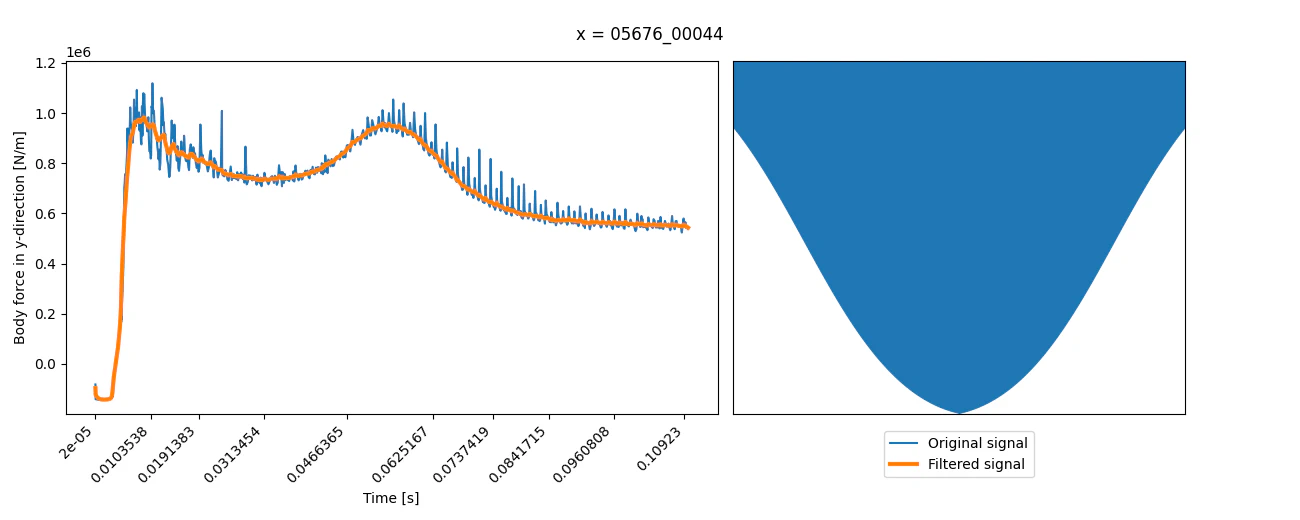 x = 05676_00044
1e6
1.2
1.0
0.8
0.6
0.4
0.2
0.0
Body force in y-direction [N/m]
2e-05
0.0103538
0.0191383
0.0313454
0.0466365
0.0625167
0.0737419
0.0841715
0.0960808
0.10923
Time [s]
Original signal
Filtered signal